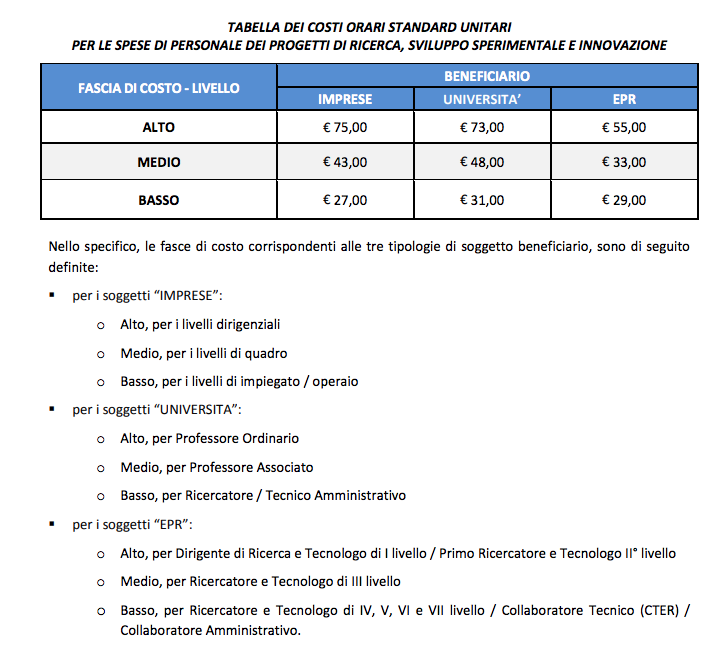 TABELLA DEI COSTI ORARI STANDARD UNITARI
PER LE SPESE DI PERSONALE DEI PROGETTI DI RICERCA, SVILUPPO SPERIMENTALE E INNOVAZIONE
FASCIA DI COSTO - LIVELLO
BENEFICIARIO
IMPRESE UNIVERSITA’ EPR
ALTO € 75,00 € 73,00 € 55,00
MEDIO € 43,00 € 48,00 € 33,00
BASSO € 27,00 € 31,00 € 29,00
Nello specifico, le fasce di costo corrispondenti alle tre tipologie di soggetto beneficiario, sono di seguito
definite:
▪ per i soggetti “IMPRESE”:
o Alto, per i livelli dirigenziali
o Medio, per i livelli di quadro
o Basso, per i livelli di impiegato / operaio
▪ per i soggetti “UNIVERSITA”:
o Alto, per Professore Ordinario
o Medio, per Professore Associato
o Basso, per Ricercatore / Tecnico Amministrativo
▪ per i soggetti “EPR”:
o Alto, per Dirigente di Ricerca e Tecnologo di I livello / Primo Ricercatore e Tecnologo II° livello
o Medio, per Ricercatore e Tecnologo di III livello
o Basso, per Ricercatore e Tecnologo di IV, V, VI e VII livello / Collaboratore Tecnico (CTER) /
Collaboratore Amministrativo.